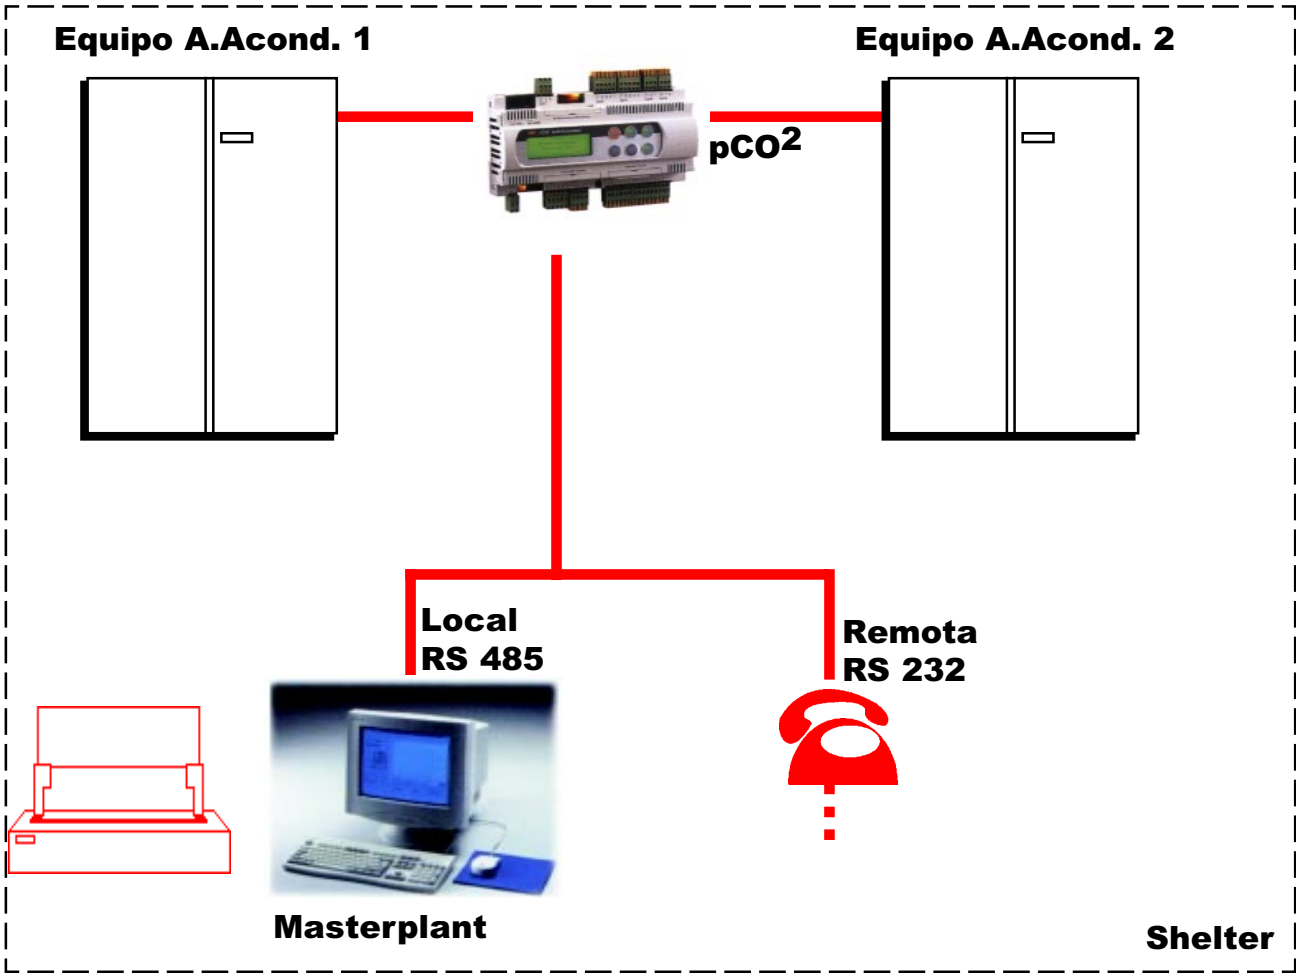 Equipo A.Acond. 1
Equipo A.Acond. 2
pCO²
Local
RS 485
Remota
RS 232
Masterplant
Shelter